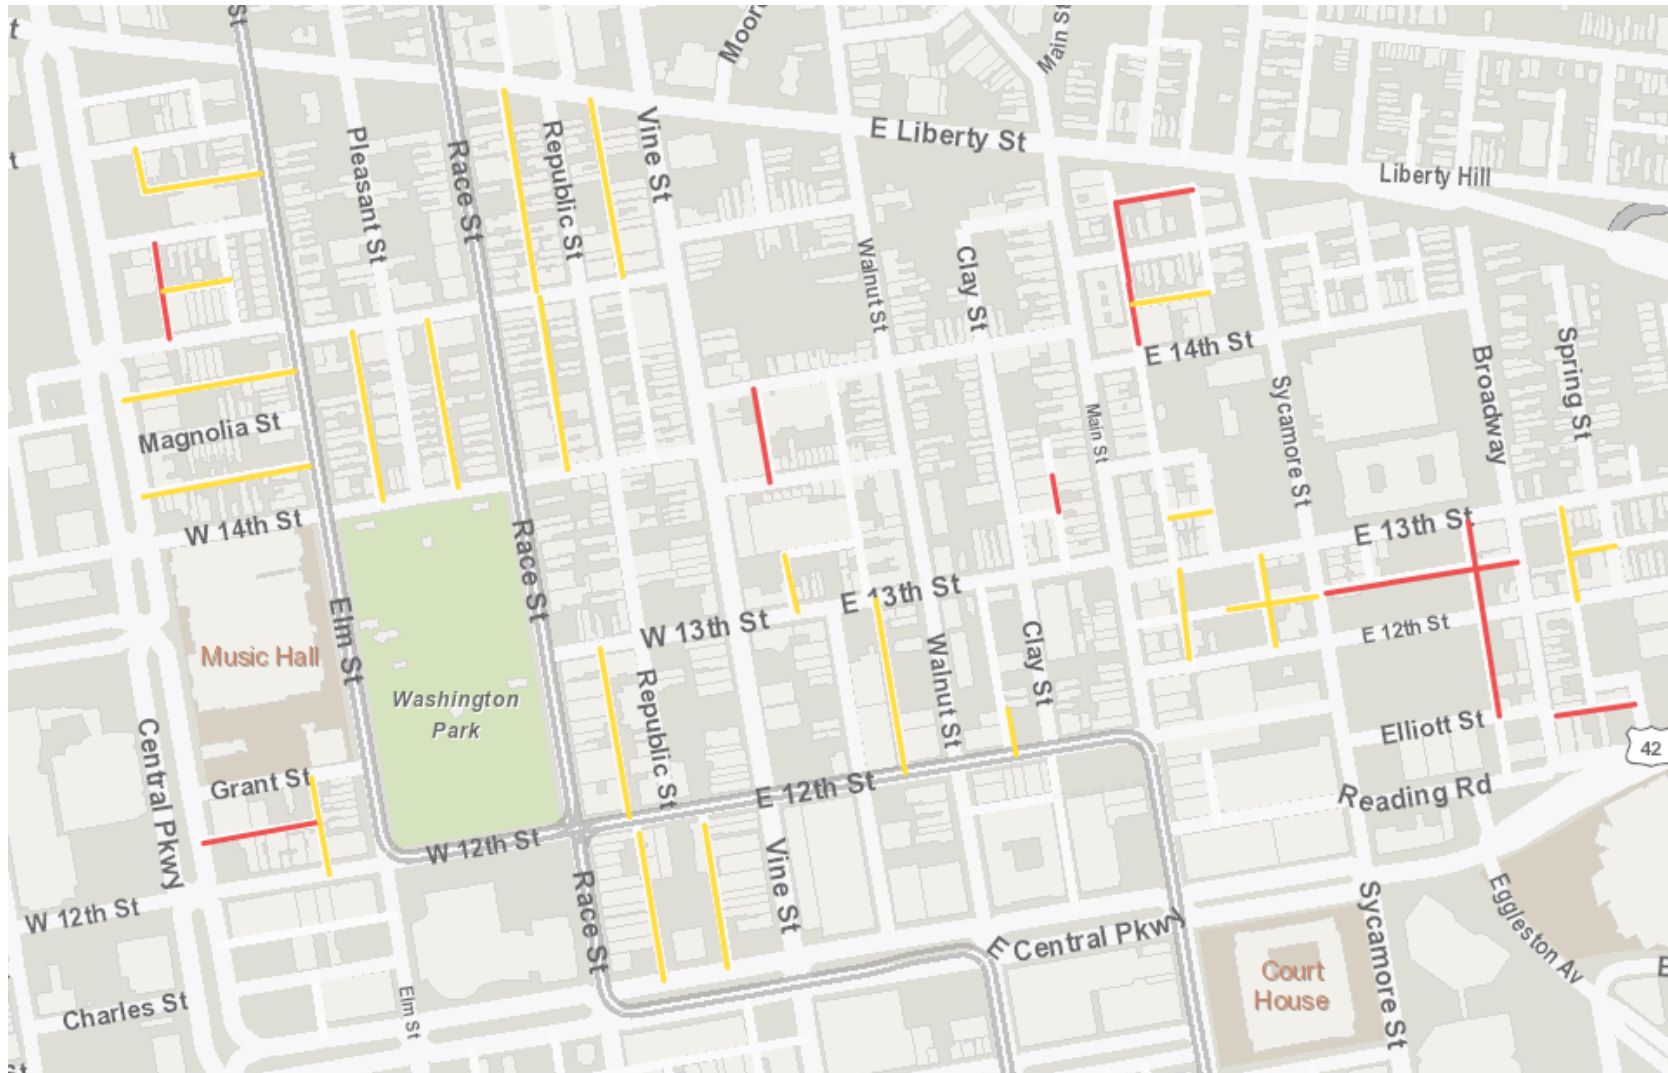 St
t
Moor
Main St
Pleasant St
Race St
Republic St
Vine St
E Liberty St
t
Liberty Hill
Walnut St
Clay St
E 14th St
Spring St
Broadway
Sycamore St
Magnolia St
Main St
W 14th St
Race St
E 13th St
E 13th St
W 13th St
E 12th St
Elm St
Music Hall
Walnut St
Clay St
Washington
Park
Republic St
Elliott St
42
Central Pkwy
Grant St
E 12th St
Reading Rd
W 12th St
Vine St
Race St
W 12th St
Sycamore St
Eggleston Av
E Central Pkwy
Court
House
E
Charles St
Elm St
st